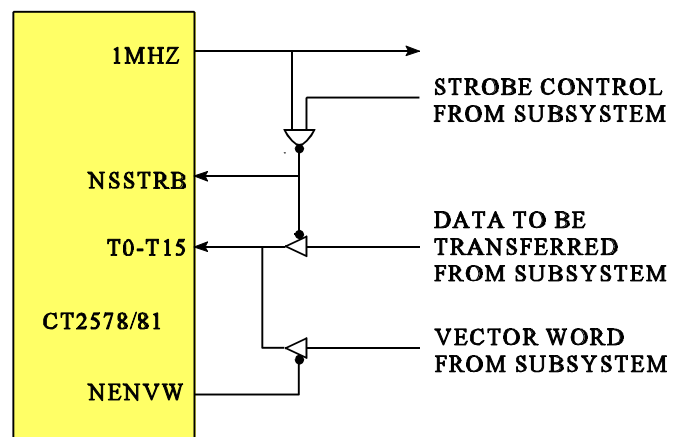 1MHZ
STROBE CONTROL
FROM SUBSYSTEM
NSSTRB
DATA TO BE
T0-T15
TRANSFERRED
FROM SUBSYSTEM
CT2578/81
VECTOR WORD
FROM SUBSYSTEM
NENVW